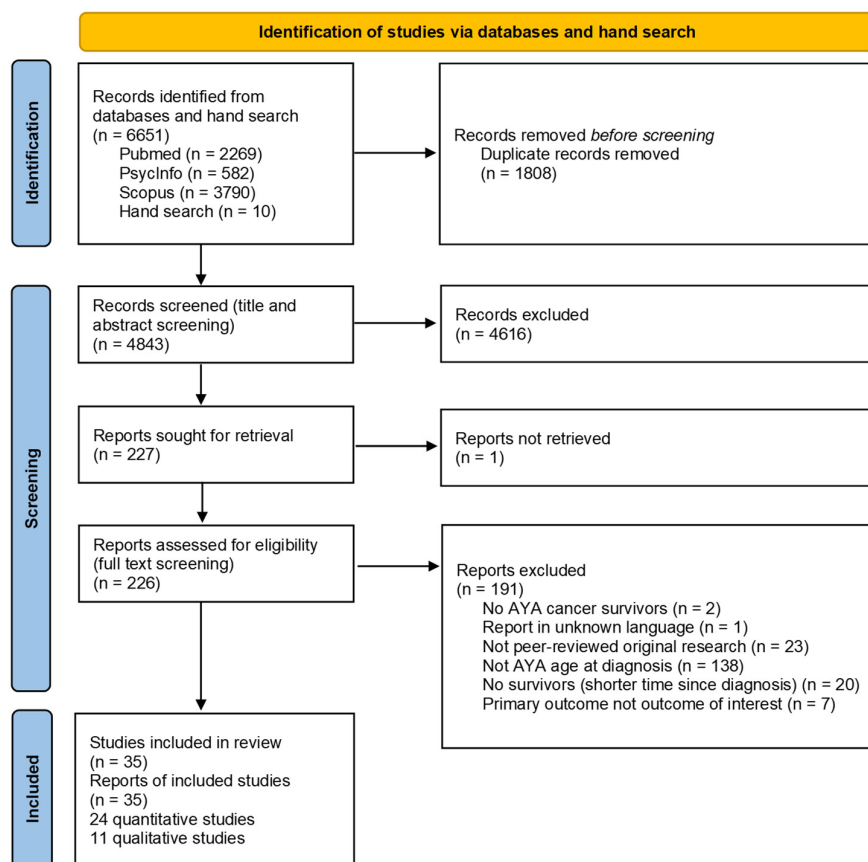 Identification of studies via databases and hand search
Identification
Records identified from
databases and hand search
(n = 6651)
Pubmed (n = 2269)
PsycInfo (n = 582)
Scopus (n = 3790)
Hand search (n = 10)
Records removed before screening
Duplicate records removed
(n = 1808)
Screening
Records screened (title and
abstract screening)
(n = 4843)
Records excluded
(n = 4616)
Reports sought for retrieval
(n = 227)
Reports not retrieved
(n = 1)
Reports assessed for eligibility
(full text screening)
(n = 226)
Reports excluded
(n = 191)
No AYA cancer survivors (n = 2)
Report in unknown language (n = 1)
Not peer-reviewed original research (n = 23)
Not AYA age at diagnosis (n = 138)
No survivors (shorter time since diagnosis) (n = 20)
Primary outcome not outcome of interest (n = 7)
Included
Studies included in review
(n = 35)
Reports of included studies
(n = 35)
24 quantitative studies
11 qualitative studies